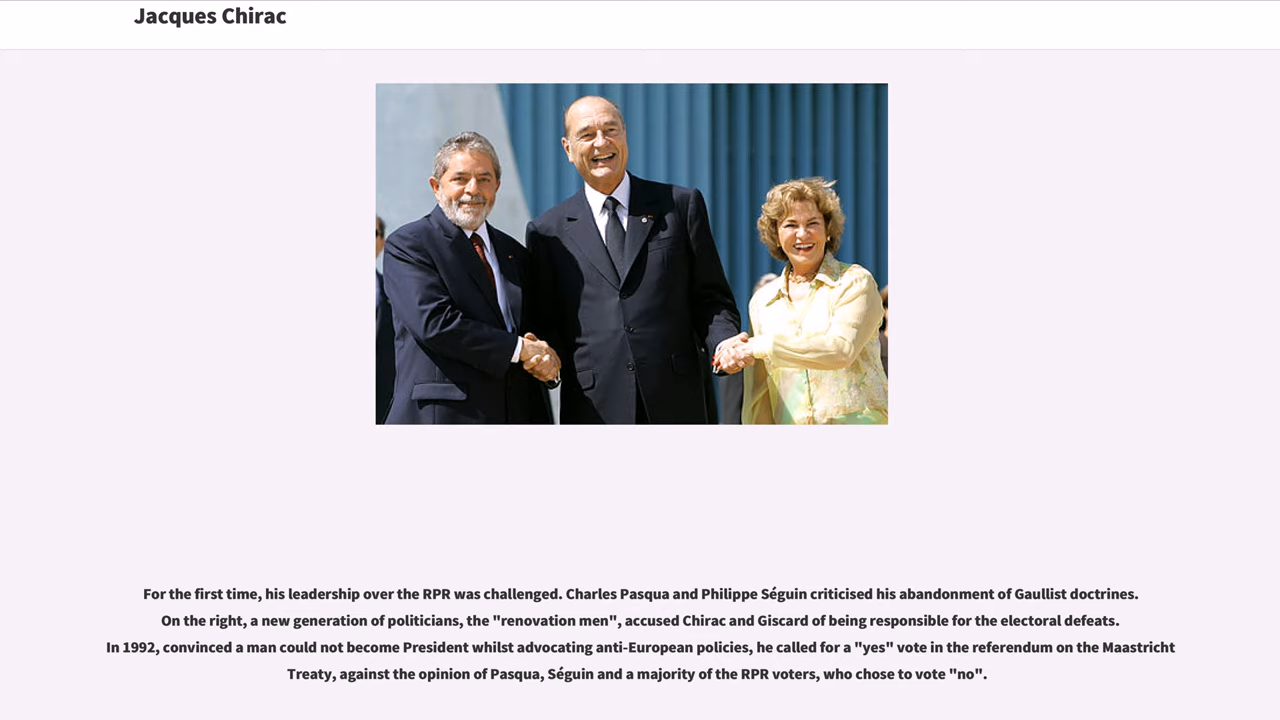 Jacques Chirac
For the first time, his leadership over the RPR was challenged. Charles Pasqua and Philippe Séguin criticised his abandonment of Gaullist doctrines.
On the right, a new generation of politicians, the "renovation men", accused Chirac and Giscard of being responsible for the electoral defeats.
In 1992, convinced a man could not become President whilst advocating anti-European policies, he called for a "yes" vote in the referendum on the Maastricht
Treaty, against the opinion of Pasqua, Séguin and a majority of the RPR voters, who chose to vote "no".